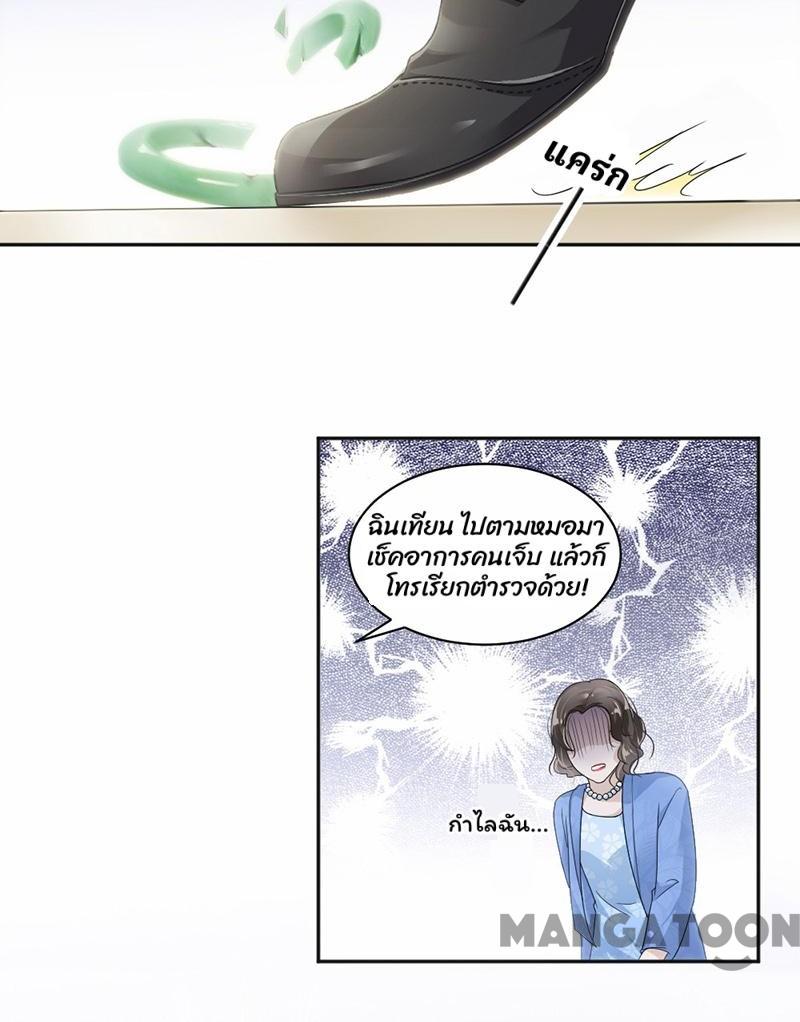 แคร่ก
ฉินเทียน ไปตามหมอมา
เช็คอาการคนเจ็บ แล้วก็
โทรเรียกตำรวจด้วย!
กำไลฉัน...
MANGATOON